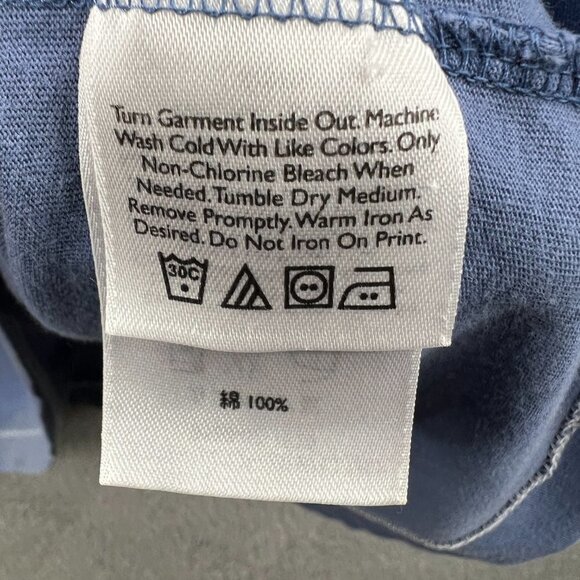 Turn Garment Inside Out. Machine
Wash Cold With Like Colors. Only
Non-Chlorine Bleach When
Needed. Tumble Dry Medium.
Remove Promptly. Warm Iron As
Desired. Do Not Iron On Print.
30C
綿 100%